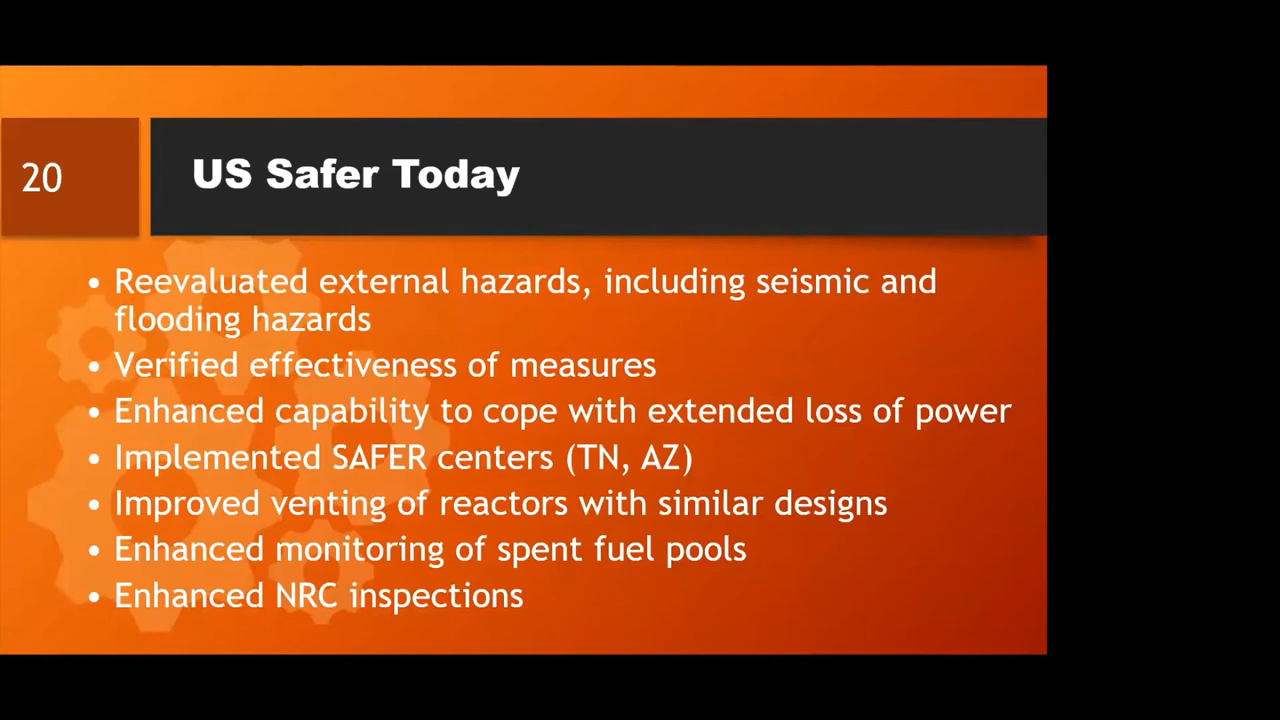 20
US Safer Today
• Reevaluated external hazards, including seismic and
flooding hazards
• Verified effectiveness of measures
• Enhanced capability to cope with extended loss of power
• Implemented SAFER centers (TN, AZ)
• Improved venting of reactors with similar designs
• Enhanced monitoring of spent fuel pools
• Enhanced NRC inspections